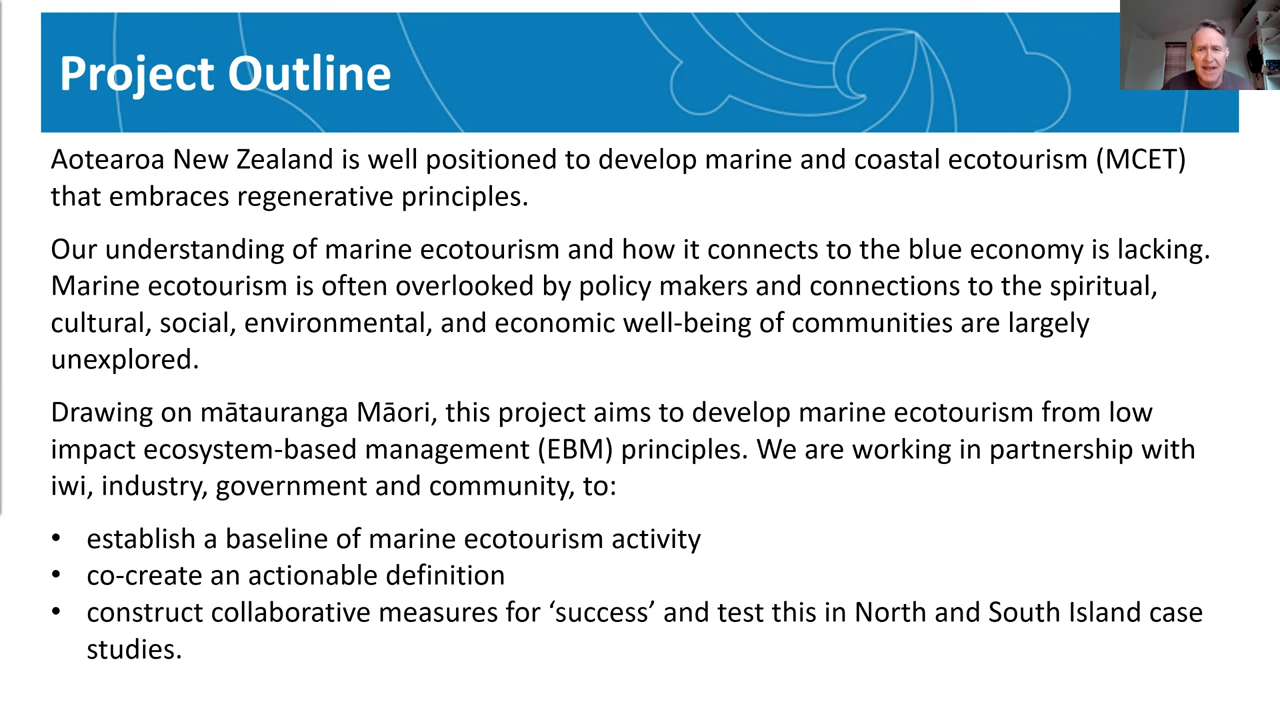 Project Outline
Aotearoa New Zealand is well positioned to develop marine and coastal ecotourism (MCET)
that embraces regenerative principles.
Our understanding of marine ecotourism and how it connects to the blue economy is lacking.
Marine ecotourism is often overlooked by policy makers and connections to the spiritual,
cultural, social, environmental, and economic well-being of communities are largely
unexplored.
Drawing on mātauranga Māori, this project aims to develop marine ecotourism from low
impact ecosystem-based management (EBM) principles. We are working in partnership with
iwi, industry, government and community, to:
• establish a baseline of marine ecotourism activity
• co-create an actionable definition
• construct collaborative measures for ‘success’ and test this in North and South Island case
studies.